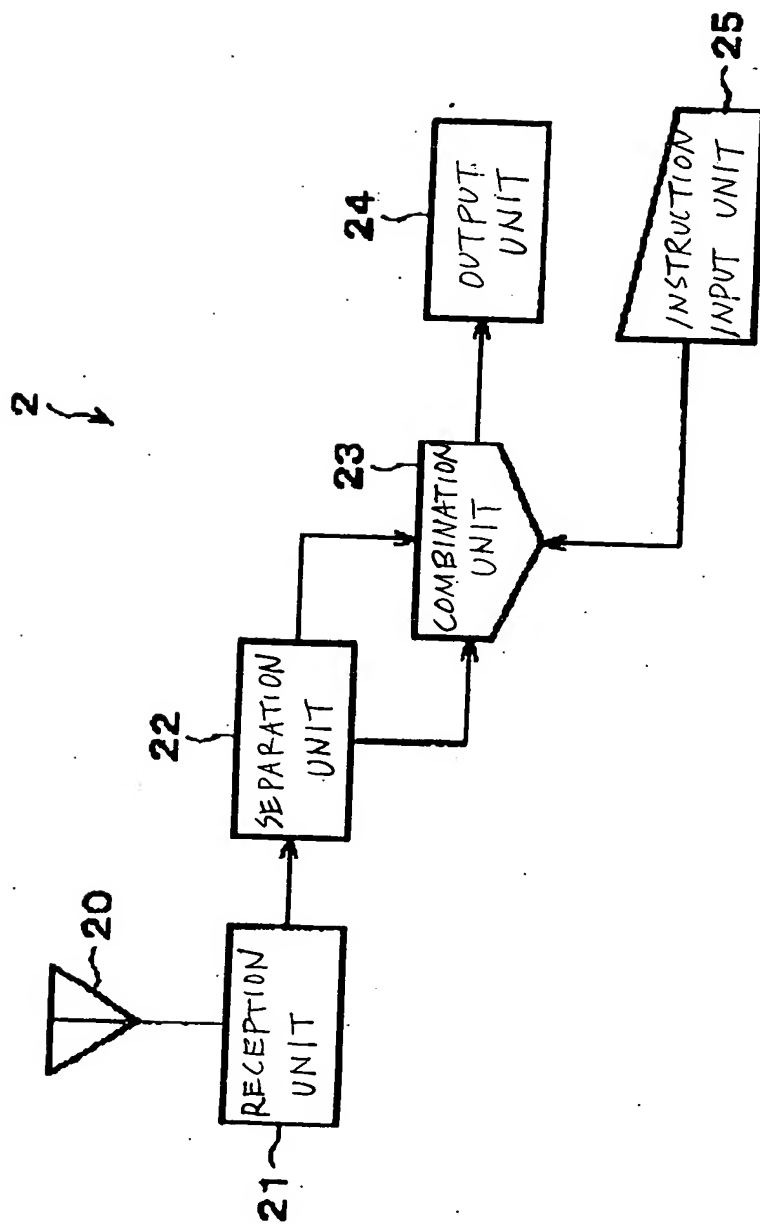 2
20
RECEPTION
UNIT
21
22
SEPARATION
UNIT
23
COMBINATION
UNIT
24
OUTPUT
UNIT
INSTRUCTION
INPUT UNIT
25